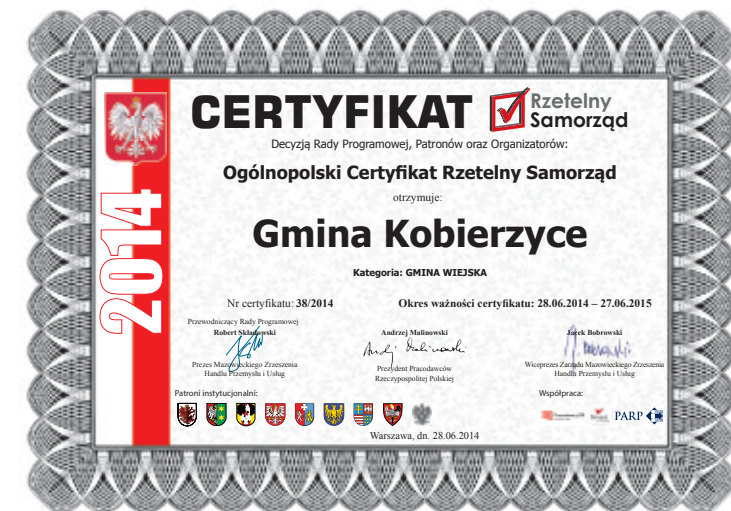 CERTYFIKAT
Rzetelny
Samorząd
Decyzją Rady Programowej, Patronów oraz Organizatorów:
Ogólnopolski Certyfikat Rzetelny Samorząd
otrzymuje:
Gmina Kobierzyce
Kategoria: GMINA WIEJSKA
2014
Nr certyfikatu: 38/2014
Okres ważności certyfikatu: 28.06.2014 – 27.06.2015
Przewodniczący Rady Programowej
Robert Składowski
Prezes Mazowieckiego Zrzeszenia
Handlu Przemysłu i Usług
Andrzej Malinowski
Prezydent Pracodawców
Rzeczypospolitej Polskiej
Jacek Bobrowski
Wiceprezes Zarządu Mazowieckiego Zrzeszenia
Handlu Przemysłu i Usług
Patroni instytucjonalni:
Współpraca:
PARP
Warszawa, dn. 28.06.2014